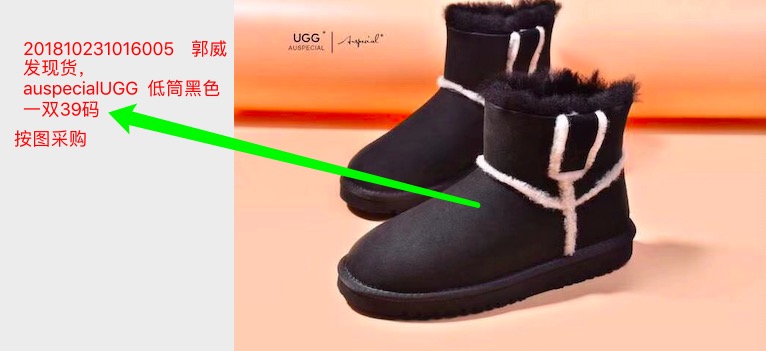 201810231016005 郭威
发现货，
auspecialUGG 低筒黑色
一双39码
按图采购
UGG®
AUSPECIAL
Auspecial®